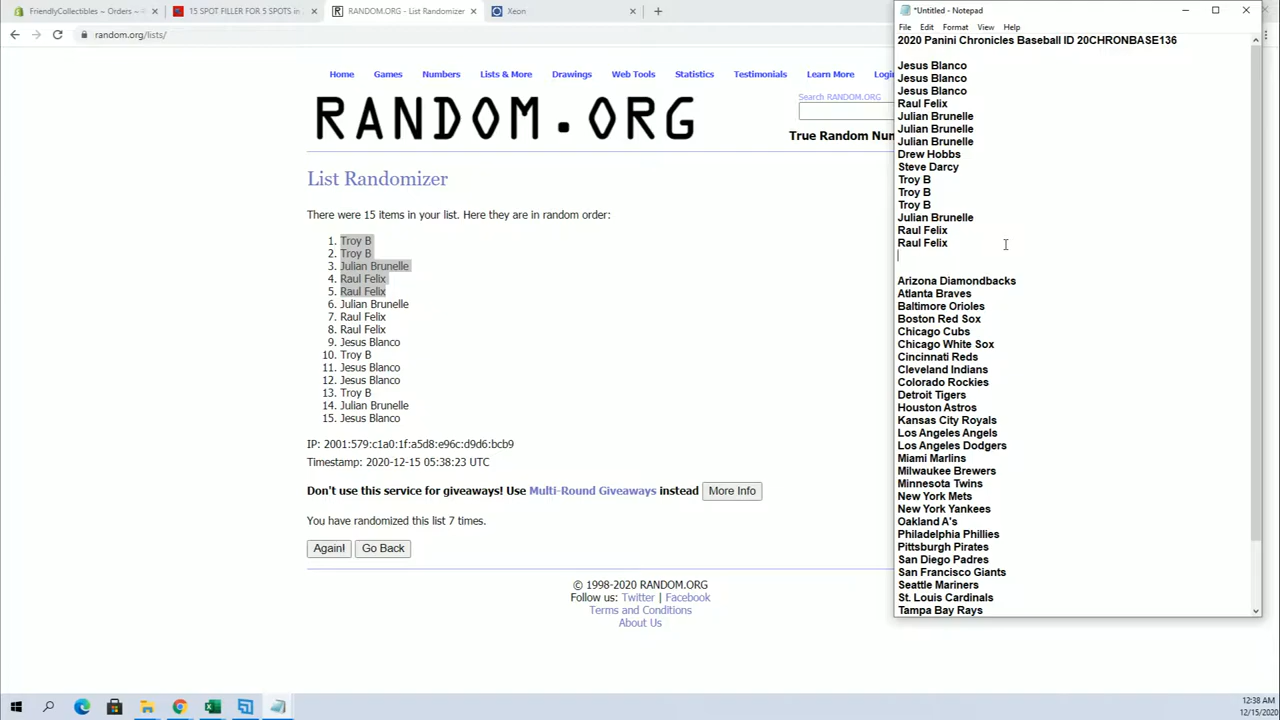 FriendlyCollectibles ~ Orders ~
15 SPOT FILLER FOR 5 SPOTS in
RANDOM.ORG - List Randomizer
Xeon
random.org/lists/
Home
Games
Numbers
Lists & More
Drawings
Web Tools
Statistics
Testimonials
Learn More
Login
RANDOM.ORG
Search RANDOM.ORG
True Random Num
List Randomizer
There were 15 items in your list. Here they are in random order:
1. Troy B
2. Troy B
3. Julian Brunelle
4. Raul Felix
5. Raul Felix
6. Julian Brunelle
7. Raul Felix
8. Raul Felix
9. Jesus Blanco
10. Troy B
11. Jesus Blanco
12. Jesus Blanco
13. Troy B
14. Julian Brunelle
15. Jesus Blanco
IP: 2001:579:c1a0:1f:a5d8:e96c:d9d6:bcb9
Timestamp: 2020-12-15 05:38:23 UTC
Don't use this service for giveaways! Use Multi-Round Giveaways instead
More Info
You have randomized this list 7 times.
Again!
Go Back
© 1998-2020 RANDOM.ORG
Follow us: Twitter | Facebook
Terms and Conditions
About Us
*Untitled - Notepad
File Edit Format View Help
2020 Panini Chronicles Baseball ID 20CHRONBASE136
Jesus Blanco
Jesus Blanco
Jesus Blanco
Raul Felix
Julian Brunelle
Julian Brunelle
Julian Brunelle
Drew Hobbs
Steve Darcy
Troy B
Troy B
Troy B
Julian Brunelle
Raul Felix
Raul Felix
Arizona Diamondbacks
Atlanta Braves
Baltimore Orioles
Boston Red Sox
Chicago Cubs
Chicago White Sox
Cincinnati Reds
Cleveland Indians
Colorado Rockies
Detroit Tigers
Houston Astros
Kansas City Royals
Los Angeles Angels
Los Angeles Dodgers
Miami Marlins
Milwaukee Brewers
Minnesota Twins
New York Mets
New York Yankees
Oakland A's
Philadelphia Phillies
Pittsburgh Pirates
San Diego Padres
San Francisco Giants
Seattle Mariners
St. Louis Cardinals
Tampa Bay Rays
12:38 AM
12/15/2020